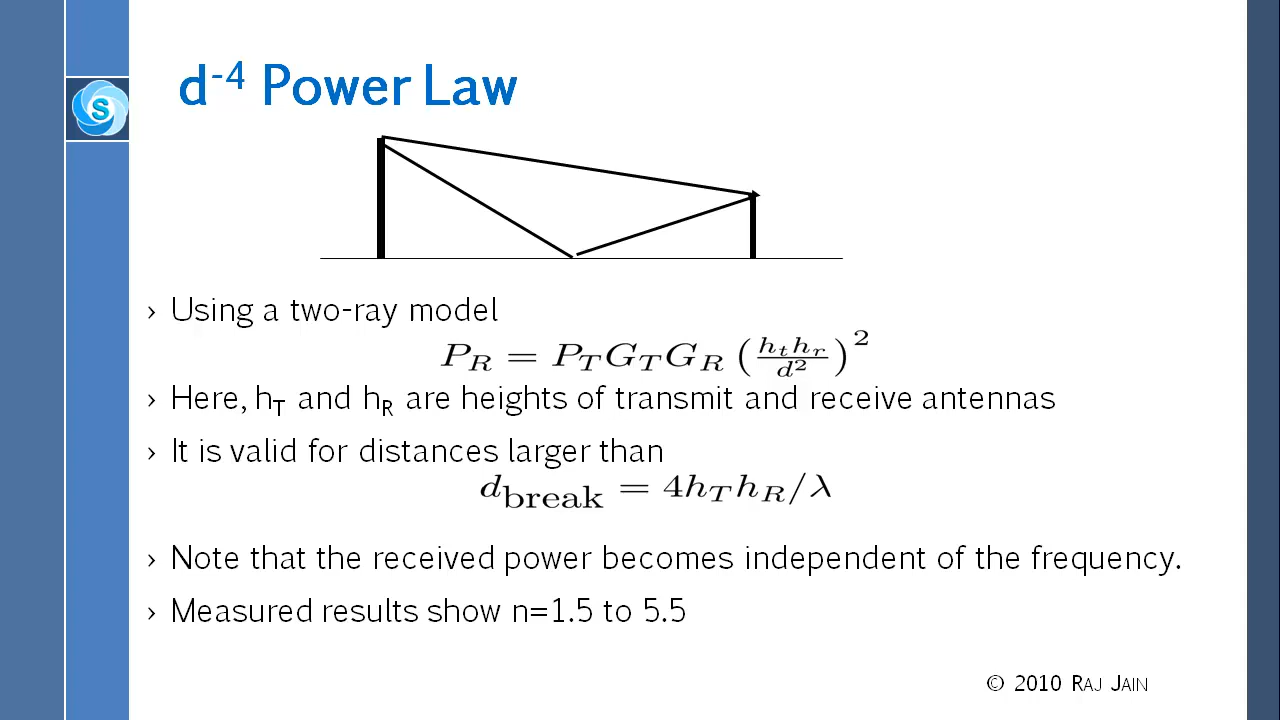 S
d⁻⁴ Power Law
› Using a two-ray model
P_R = P_T G_T G_R (h_t h_r / d²)²
› Here, h_T and h_R are heights of transmit and receive antennas
› It is valid for distances larger than
d_break = 4h_T h_R/λ
› Note that the received power becomes independent of the frequency.
› Measured results show n=1.5 to 5.5
© 2010 RAJ JAIN